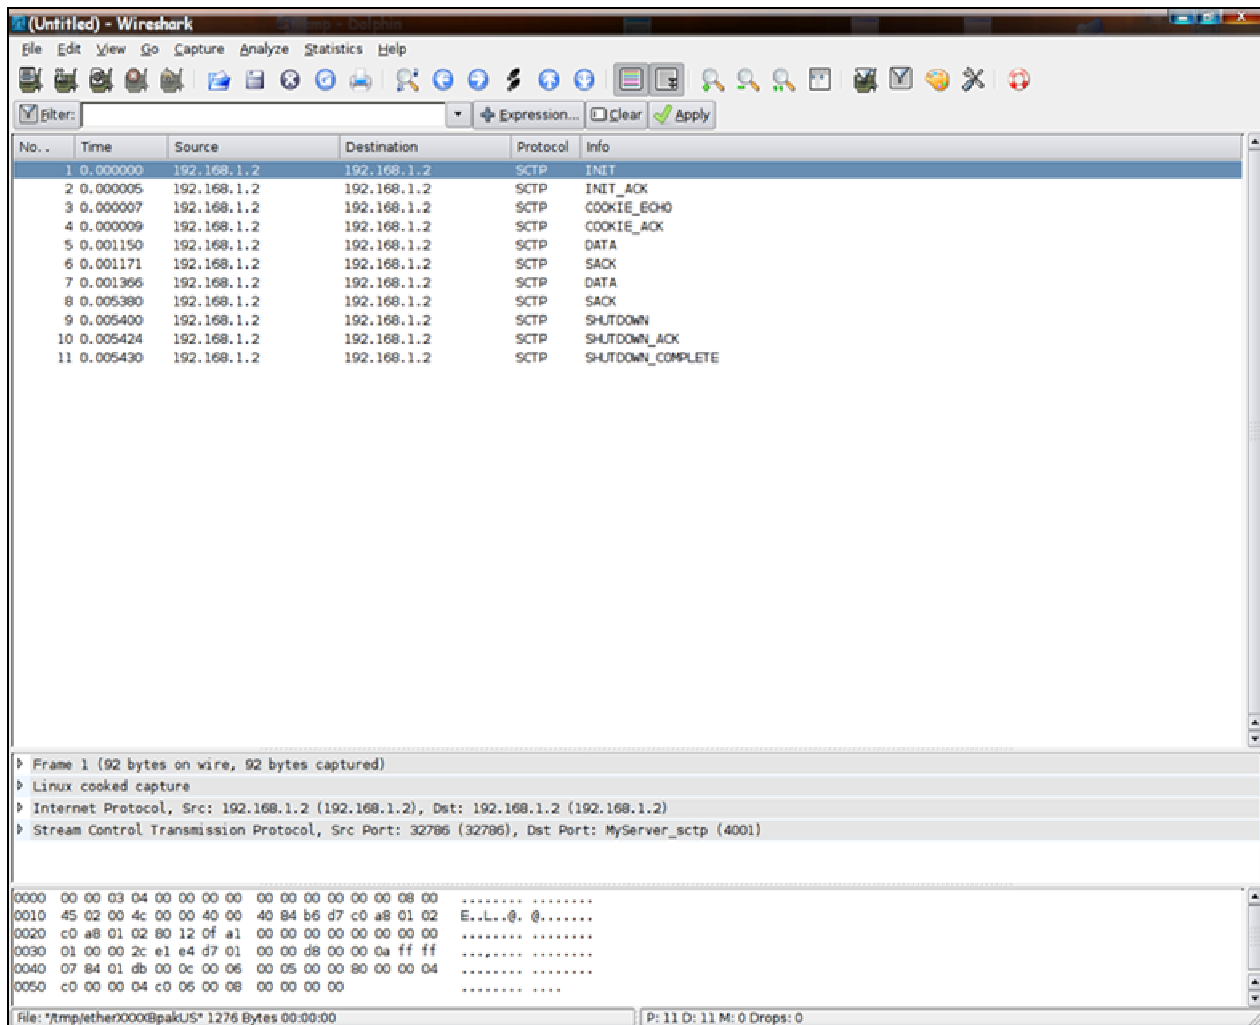 (Untitled) - Wireshark
File Edit View Go Capture Analyze Statistics Help
Filter: Expression... Clear Apply
No.. Time Source Destination Protocol Info
1 0.000000 192.168.1.2 192.168.1.2 SCTP INIT
2 0.000005 192.168.1.2 192.168.1.2 SCTP INIT_ACK
3 0.000007 192.168.1.2 192.168.1.2 SCTP COOKIE_ECHO
4 0.000009 192.168.1.2 192.168.1.2 SCTP COOKIE_ACK
5 0.001150 192.168.1.2 192.168.1.2 SCTP DATA
6 0.001171 192.168.1.2 192.168.1.2 SCTP SACK
7 0.001366 192.168.1.2 192.168.1.2 SCTP DATA
8 0.005380 192.168.1.2 192.168.1.2 SCTP SACK
9 0.005400 192.168.1.2 192.168.1.2 SCTP SHUTDOWN
10 0.005424 192.168.1.2 192.168.1.2 SCTP SHUTDOWN_ACK
11 0.005430 192.168.1.2 192.168.1.2 SCTP SHUTDOWN_COMPLETE
Frame 1 (92 bytes on wire, 92 bytes captured)
Linux cooked capture
Internet Protocol, Src: 192.168.1.2 (192.168.1.2), Dst: 192.168.1.2 (192.168.1.2)
Stream Control Transmission Protocol, Src Port: 32786 (32786), Dst Port: MyServer_sctp (4001)
0000 00 00 03 04 00 00 00 00 00 00 00 00 00 00 08 00 ........ ........
0010 45 02 00 4c 00 00 40 00 40 84 b6 d7 c0 a8 01 02 E..L..@. @.......
0020 c0 a8 01 02 80 12 0f a1 00 00 00 00 00 00 00 00 ........ ........
0030 01 00 00 2c e1 e4 d7 01 00 00 d8 00 00 0a ff ff ...,.... ........
0040 07 84 01 db 00 0c 00 06 00 05 00 00 80 00 00 04 ........ ........
0050 c0 00 00 04 c0 06 00 08 00 00 00 00 ........ ....
File: "/tmp/etherXXXXBpakUS" 1276 Bytes 00:00:00 P: 11 D: 11 M: 0 Drops: 0